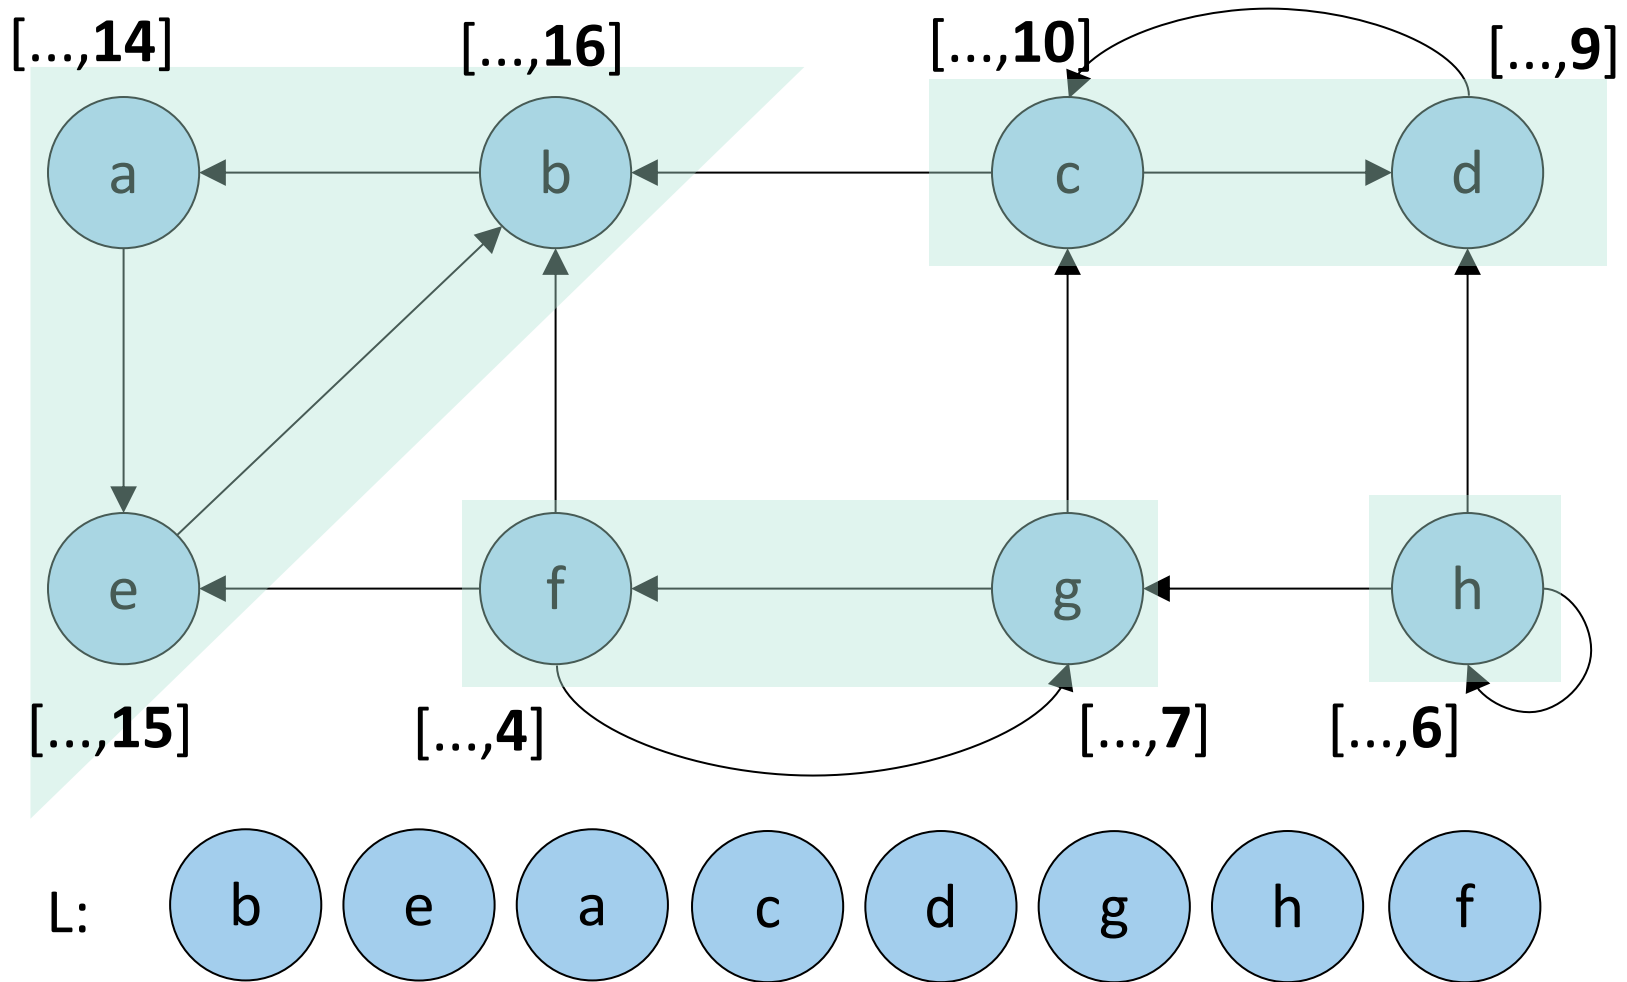 [...,14] [...,16] [...,10] [...,9]
a b c d
e f g h
[...,15] [...,4] [...,7] [...,6]
L: b e a c d g h f